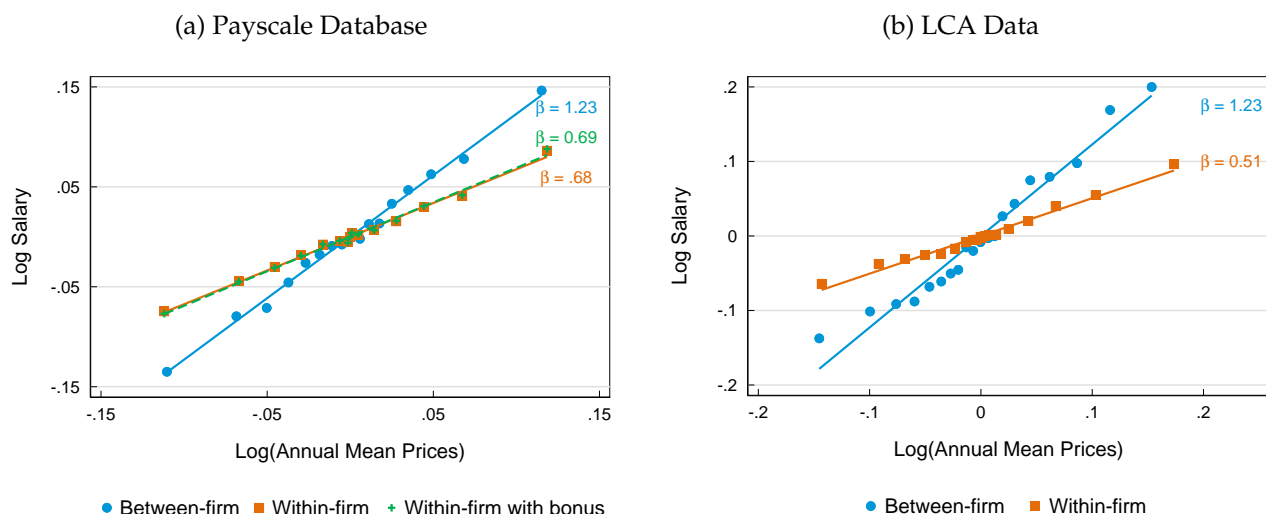 (a) Payscale Database
.15
.05
-.05
-.15
Log Salary
-.15
-.05
.05
.15
Log(Annual Mean Prices)
β = 1.23
β = 0.69
β = .68
Between-firm
Within-firm
Within-firm with bonus
(b) LCA Data
.2
.1
0
-.1
-.2
Log Salary
-.2
-.1
0
.1
.2
Log(Annual Mean Prices)
β = 1.23
β = 0.51
Between-firm
Within-firm